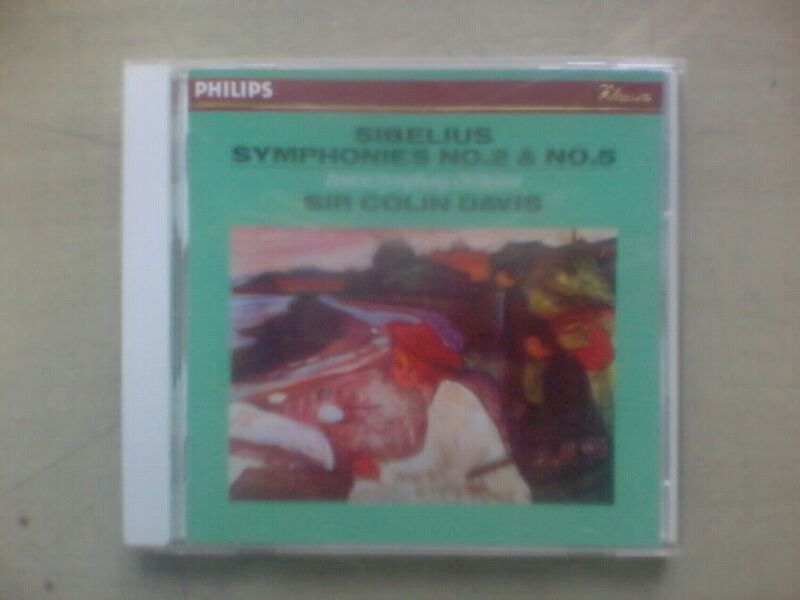 PHILIPS
SIBELIUS
SYMPHONIES NO.2 & NO.5
SIR COLIN DAVIS